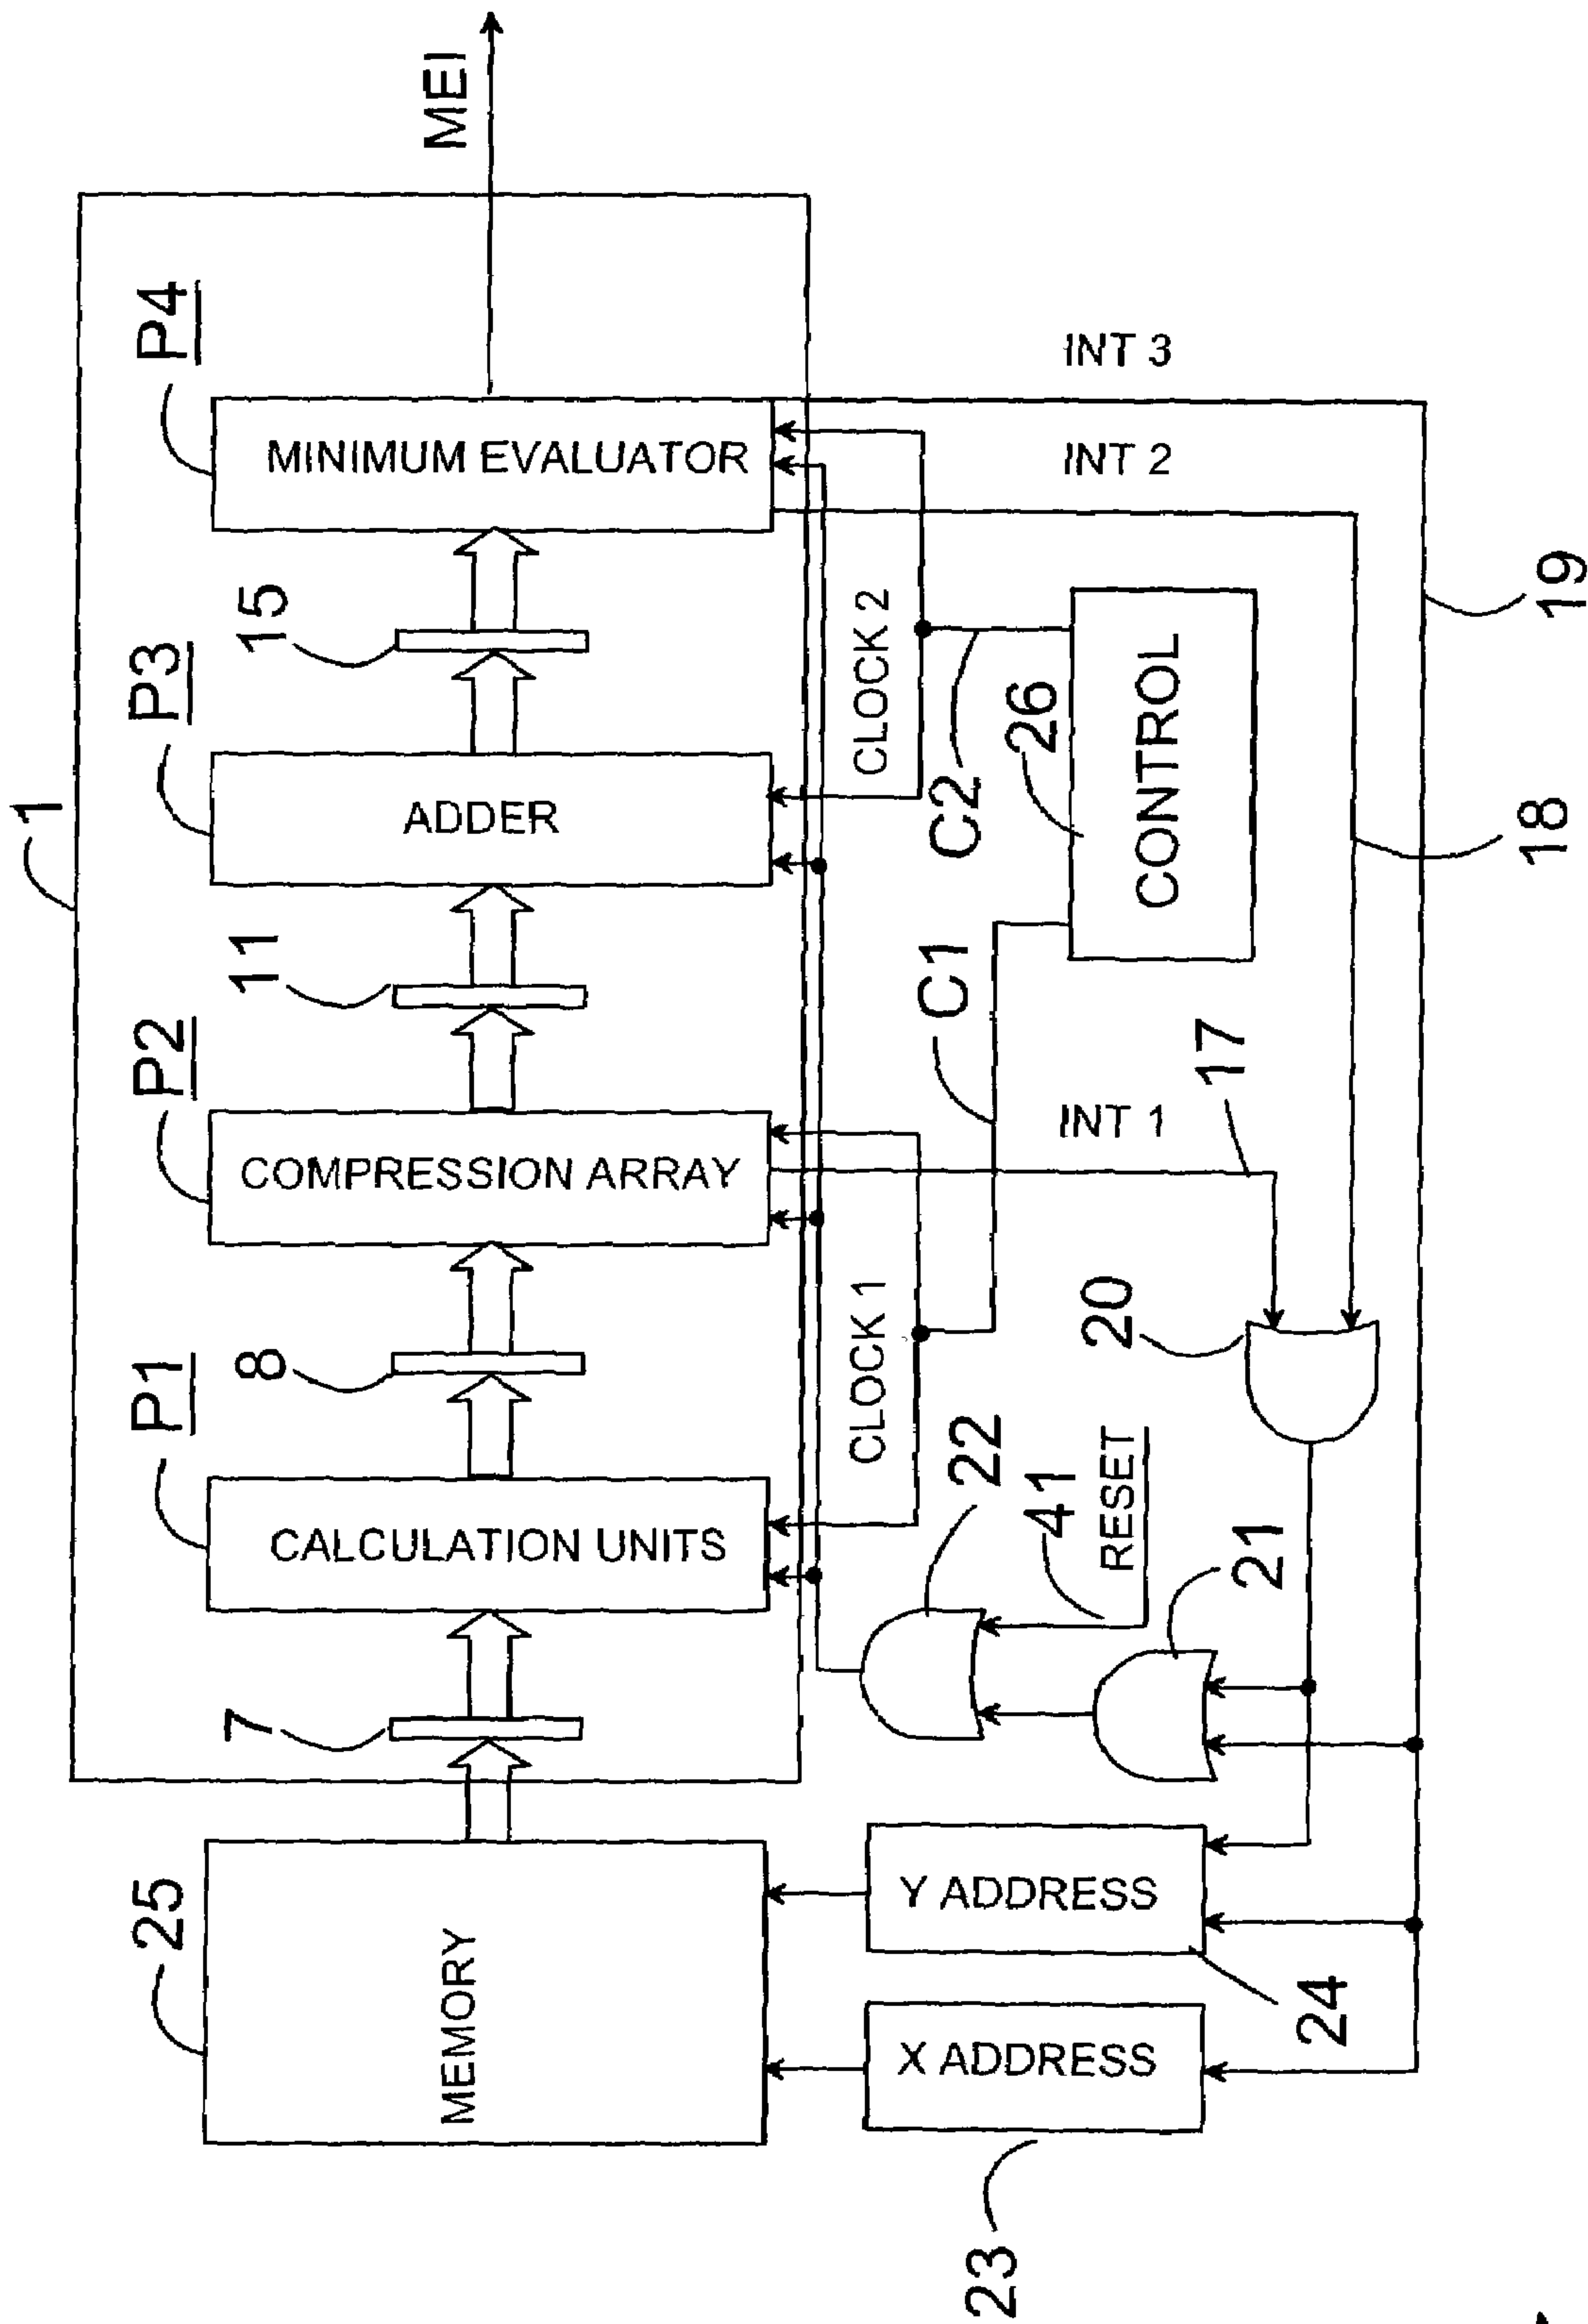 1
MEI
25
P1
P2
P3
P4
7
8
11
15
MEMORY
CALCULATION UNITS
COMPRESSION ARRAY
ADDER
MINIMUM EVALUATOR
CLOCK 1
CLOCK 2
X ADDRESS
Y ADDRESS
23
24
22
41
RESET
21
20
C1
C2
26
CONTROL
INT 1
INT 2
INT 3
17
18
19